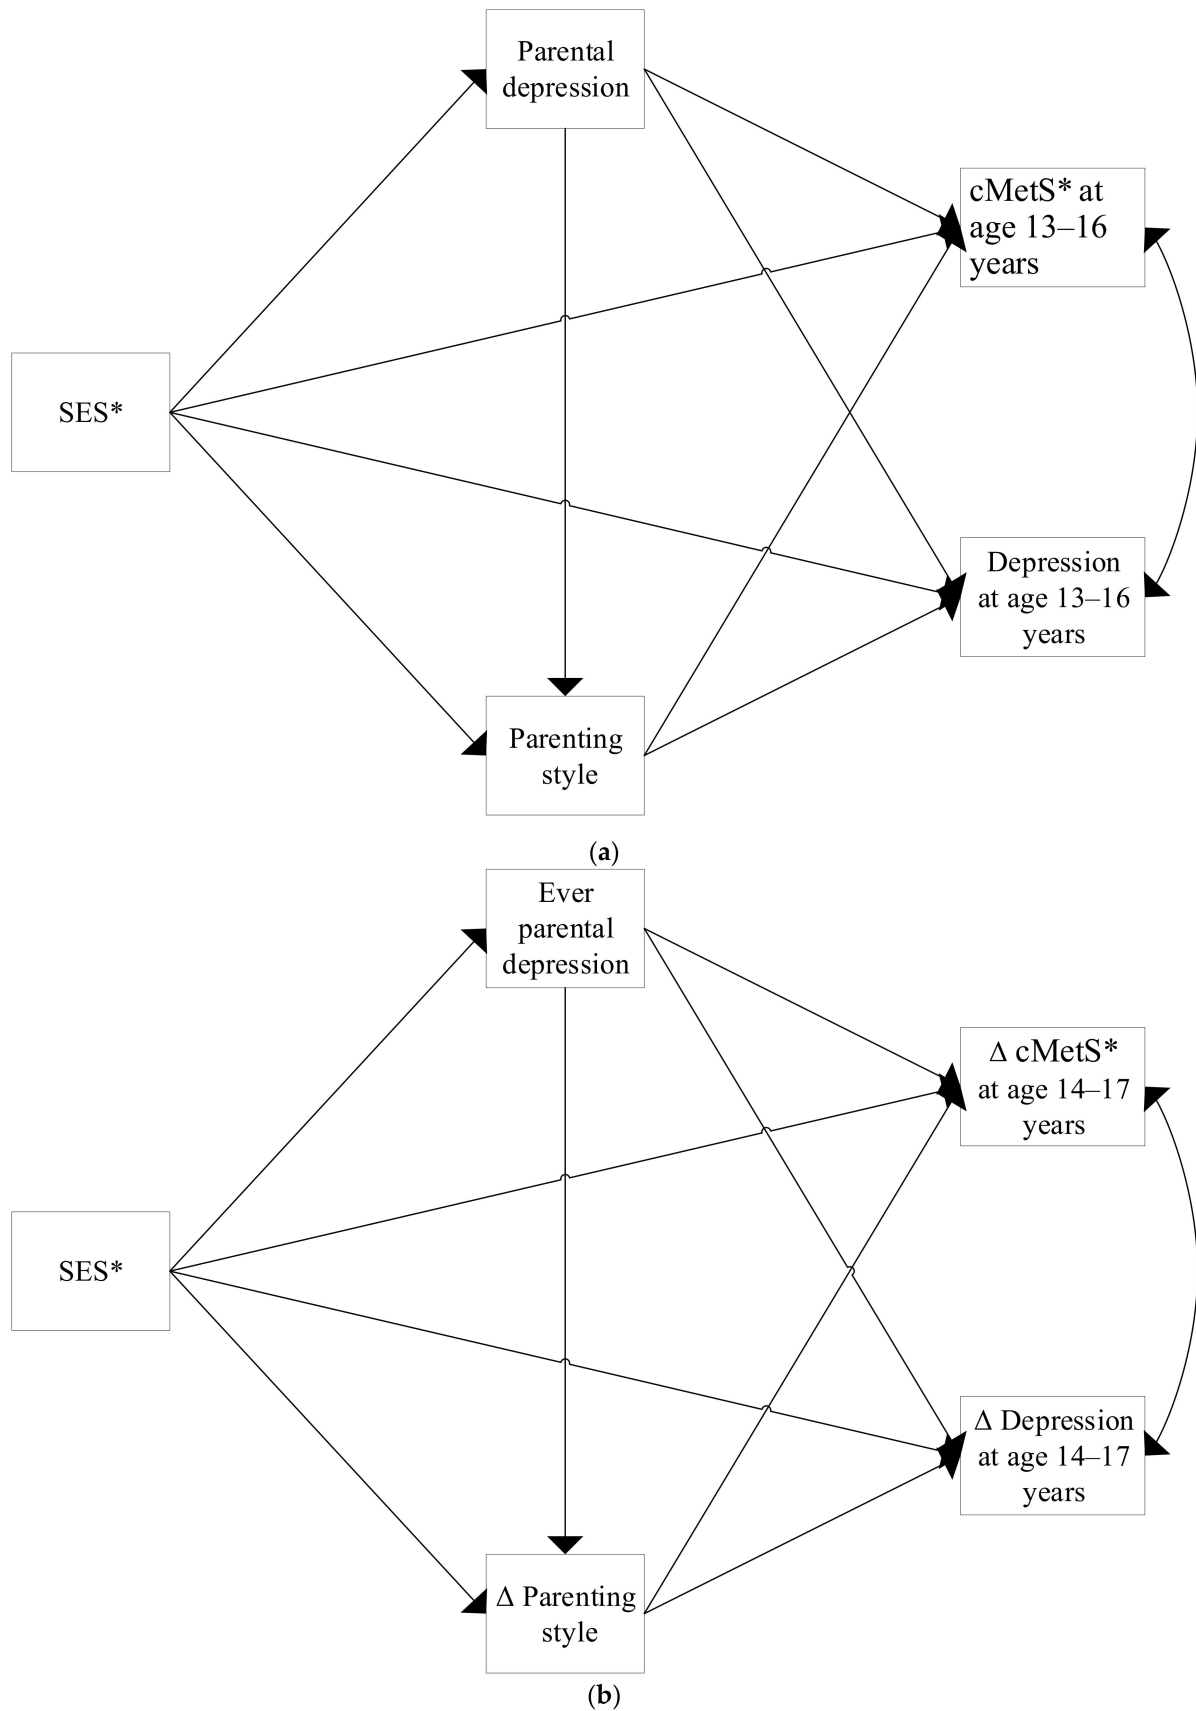 Parental
depression
cMetS* at
age 13–16
years
SES*
Depression
at age 13–16
years
Parenting
style
(a)
Ever
parental
depression
Δ cMetS*
at age 14–17
years
SES*
Δ Depression
at age 14–17
years
Δ Parenting
style
(b)